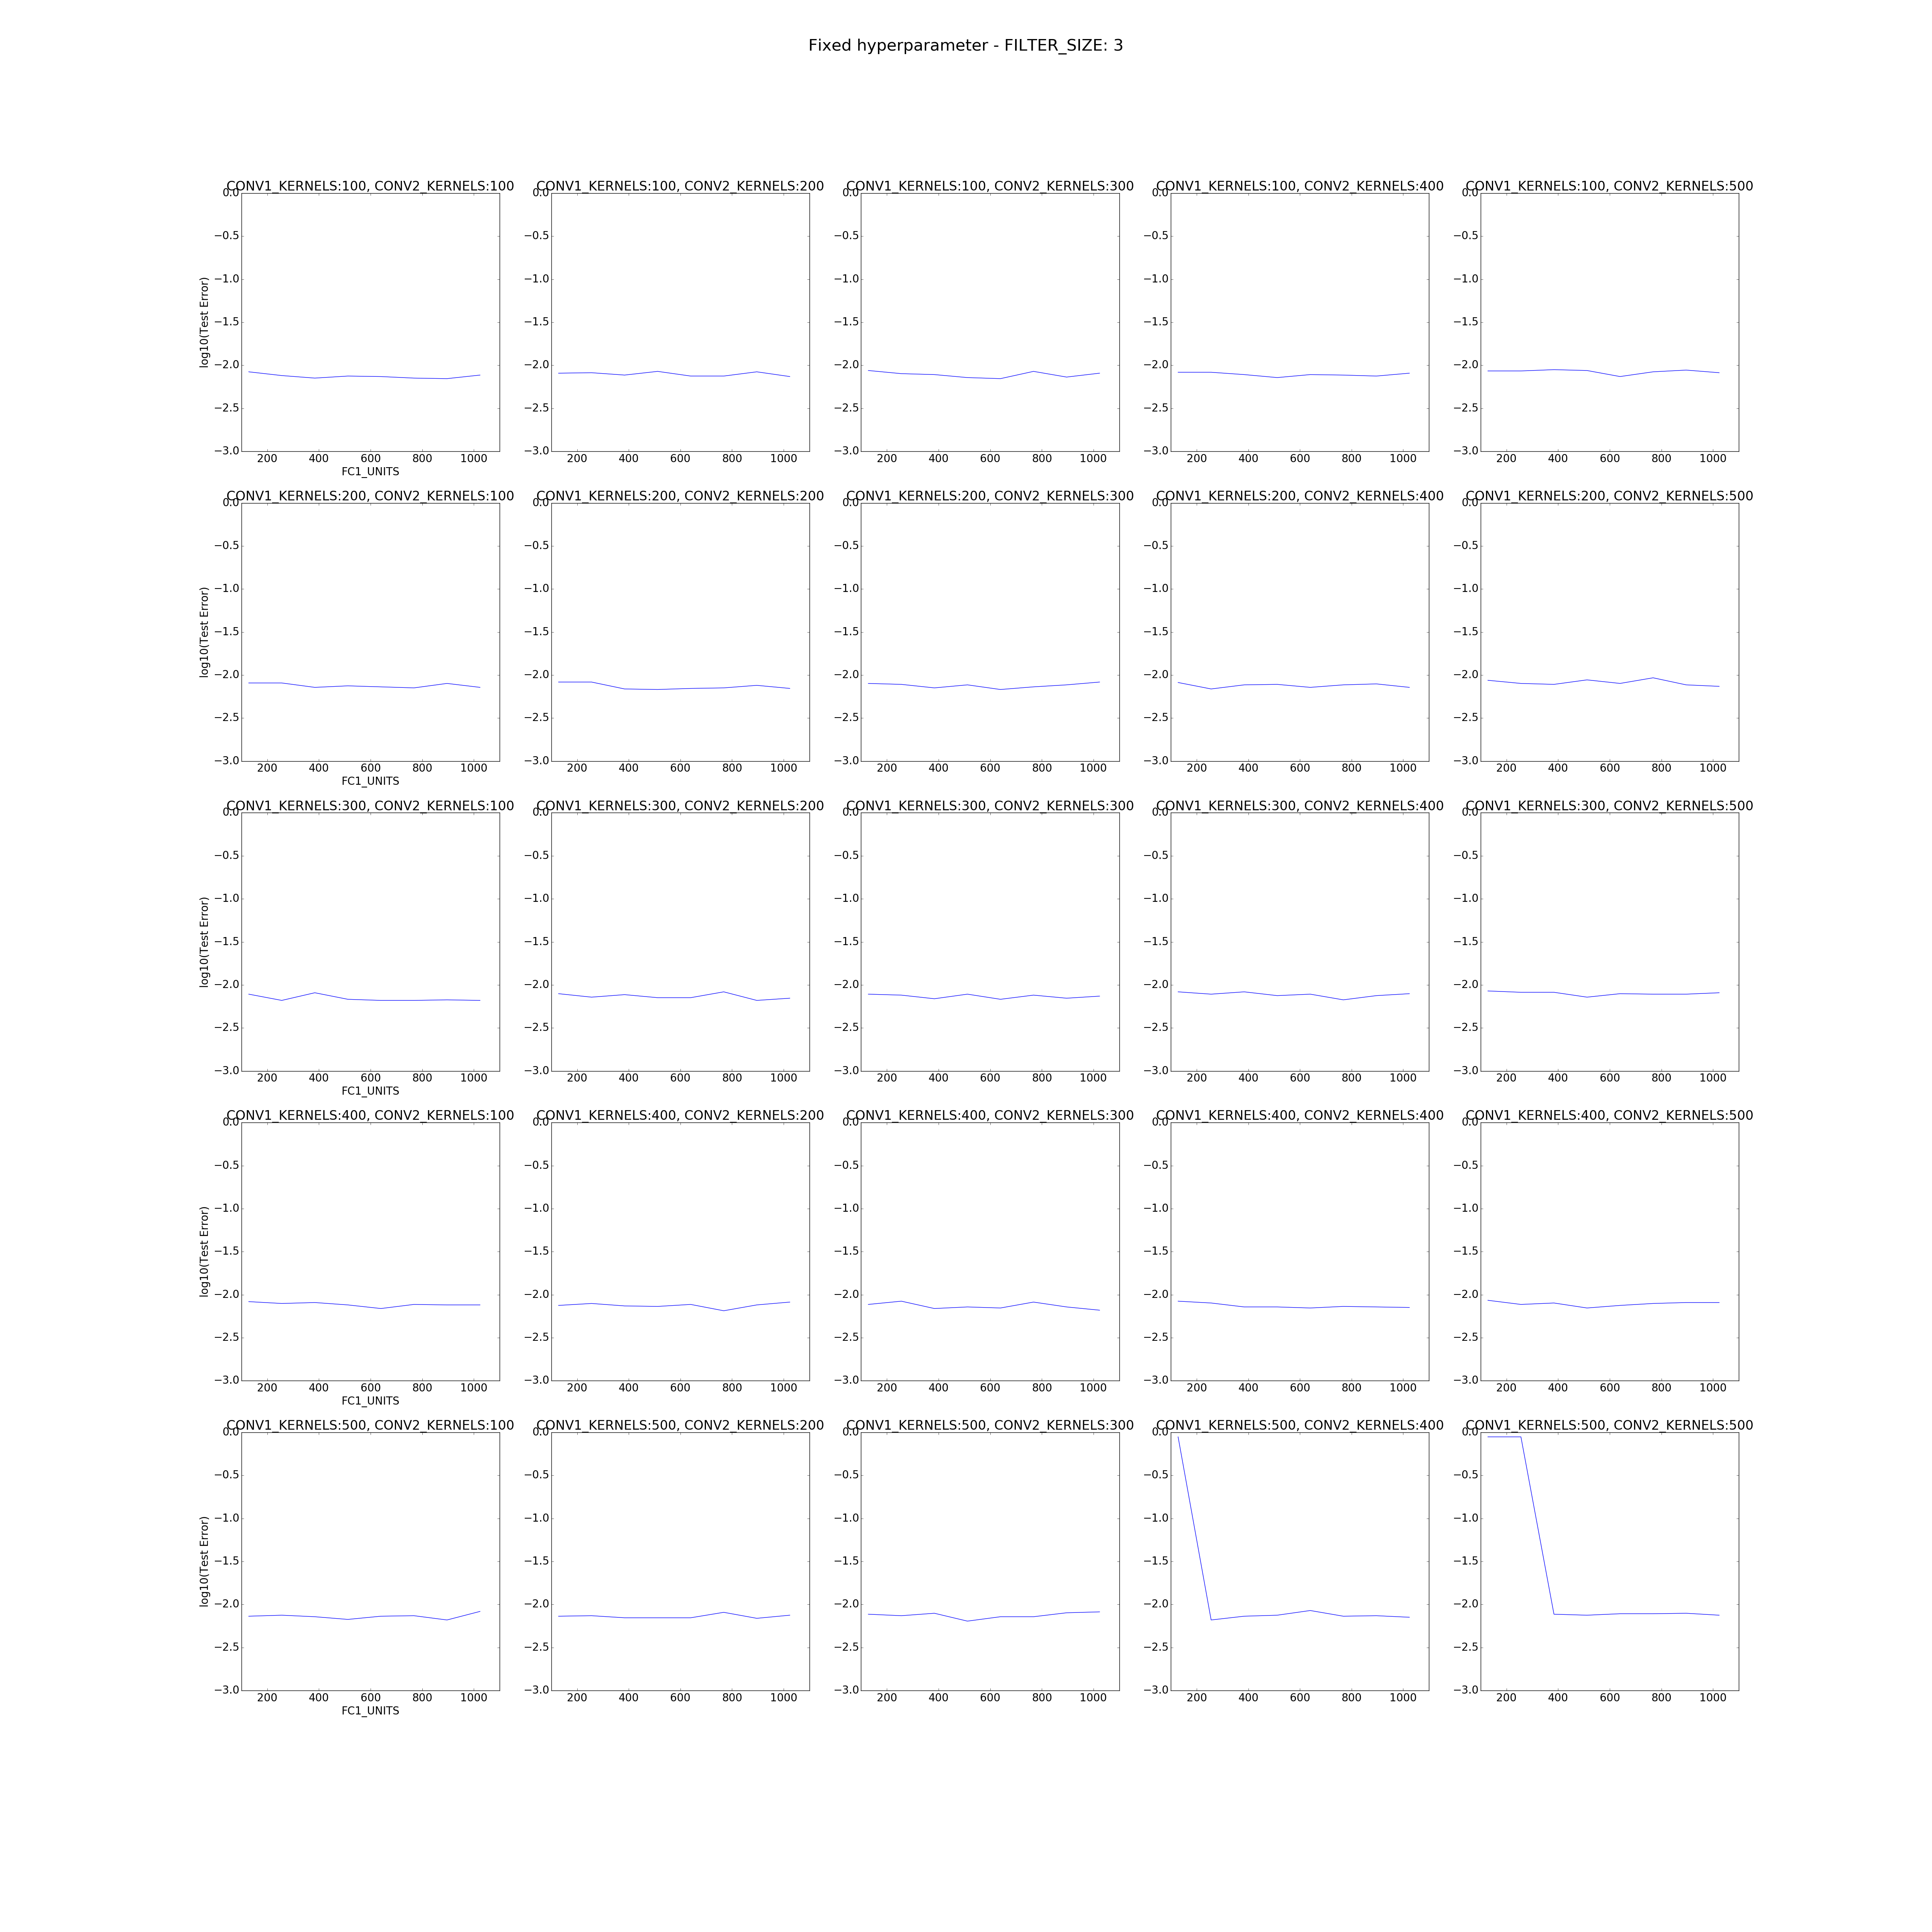 Fixed hyperparameter - FILTER_SIZE: 3
CONV1_KERNELS:100, CONV2_KERNELS:100 CONV1_KERNELS:100, CONV2_KERNELS:200 CONV1_KERNELS:100, CONV2_KERNELS:300 CONV1_KERNELS:100, CONV2_KERNELS:400 CONV1_KERNELS:100, CONV2_KERNELS:500
0.0 0.0 0.0 0.0 0.0
−0.5 −0.5 −0.5 −0.5 −0.5
−1.0 −1.0 −1.0 −1.0 −1.0
log10(Test Error)
−1.5 −1.5 −1.5 −1.5 −1.5
−2.0 −2.0 −2.0 −2.0 −2.0
−2.5 −2.5 −2.5 −2.5 −2.5
−3.0 −3.0 −3.0 −3.0 −3.0
200 400 600 800 1000 200 400 600 800 1000 200 400 600 800 1000 200 400 600 800 1000 200 400 600 800 1000
FC1_UNITS
CONV1_KERNELS:200, CONV2_KERNELS:100 CONV1_KERNELS:200, CONV2_KERNELS:200 CONV1_KERNELS:200, CONV2_KERNELS:300 CONV1_KERNELS:200, CONV2_KERNELS:400 CONV1_KERNELS:200, CONV2_KERNELS:500
0.0 0.0 0.0 0.0 0.0
−0.5 −0.5 −0.5 −0.5 −0.5
−1.0 −1.0 −1.0 −1.0 −1.0
log10(Test Error)
−1.5 −1.5 −1.5 −1.5 −1.5
−2.0 −2.0 −2.0 −2.0 −2.0
−2.5 −2.5 −2.5 −2.5 −2.5
−3.0 −3.0 −3.0 −3.0 −3.0
200 400 600 800 1000 200 400 600 800 1000 200 400 600 800 1000 200 400 600 800 1000 200 400 600 800 1000
FC1_UNITS
CONV1_KERNELS:300, CONV2_KERNELS:100 CONV1_KERNELS:300, CONV2_KERNELS:200 CONV1_KERNELS:300, CONV2_KERNELS:300 CONV1_KERNELS:300, CONV2_KERNELS:400 CONV1_KERNELS:300, CONV2_KERNELS:500
0.0 0.0 0.0 0.0 0.0
−0.5 −0.5 −0.5 −0.5 −0.5
−1.0 −1.0 −1.0 −1.0 −1.0
log10(Test Error)
−1.5 −1.5 −1.5 −1.5 −1.5
−2.0 −2.0 −2.0 −2.0 −2.0
−2.5 −2.5 −2.5 −2.5 −2.5
−3.0 −3.0 −3.0 −3.0 −3.0
200 400 600 800 1000 200 400 600 800 1000 200 400 600 800 1000 200 400 600 800 1000 200 400 600 800 1000
FC1_UNITS
CONV1_KERNELS:400, CONV2_KERNELS:100 CONV1_KERNELS:400, CONV2_KERNELS:200 CONV1_KERNELS:400, CONV2_KERNELS:300 CONV1_KERNELS:400, CONV2_KERNELS:400 CONV1_KERNELS:400, CONV2_KERNELS:500
0.0 0.0 0.0 0.0 0.0
−0.5 −0.5 −0.5 −0.5 −0.5
−1.0 −1.0 −1.0 −1.0 −1.0
log10(Test Error)
−1.5 −1.5 −1.5 −1.5 −1.5
−2.0 −2.0 −2.0 −2.0 −2.0
−2.5 −2.5 −2.5 −2.5 −2.5
−3.0 −3.0 −3.0 −3.0 −3.0
200 400 600 800 1000 200 400 600 800 1000 200 400 600 800 1000 200 400 600 800 1000 200 400 600 800 1000
FC1_UNITS
CONV1_KERNELS:500, CONV2_KERNELS:100 CONV1_KERNELS:500, CONV2_KERNELS:200 CONV1_KERNELS:500, CONV2_KERNELS:300 CONV1_KERNELS:500, CONV2_KERNELS:400 CONV1_KERNELS:500, CONV2_KERNELS:500
0.0 0.0 0.0 0.0 0.0
−0.5 −0.5 −0.5 −0.5 −0.5
−1.0 −1.0 −1.0 −1.0 −1.0
log10(Test Error)
−1.5 −1.5 −1.5 −1.5 −1.5
−2.0 −2.0 −2.0 −2.0 −2.0
−2.5 −2.5 −2.5 −2.5 −2.5
−3.0 −3.0 −3.0 −3.0 −3.0
200 400 600 800 1000 200 400 600 800 1000 200 400 600 800 1000 200 400 600 800 1000 200 400 600 800 1000
FC1_UNITS